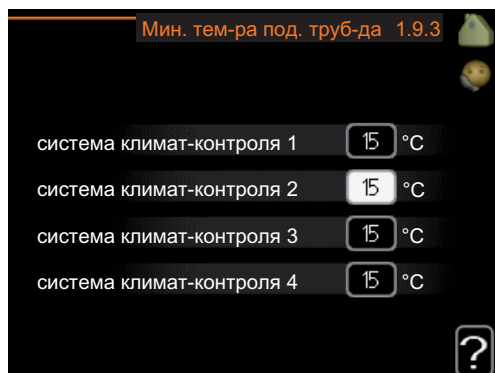 Мин. тем-ра под. труб-да 1.9.3
система климат-контроля 1 15 °C
система климат-контроля 2 15 °C
система климат-контроля 3 15 °C
система климат-контроля 4 15 °C
?